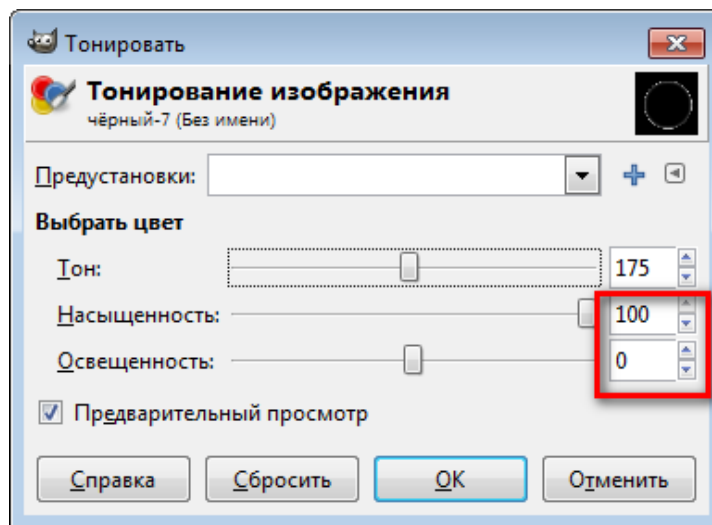 Тонировать
Тонирование изображения
чёрный-7 (Без имени)
Предустановки:
Выбрать цвет
Тон: 175
Насыщенность: 100
Освещенность: 0
Предварительный просмотр
Справка Сбросить OK Отменить